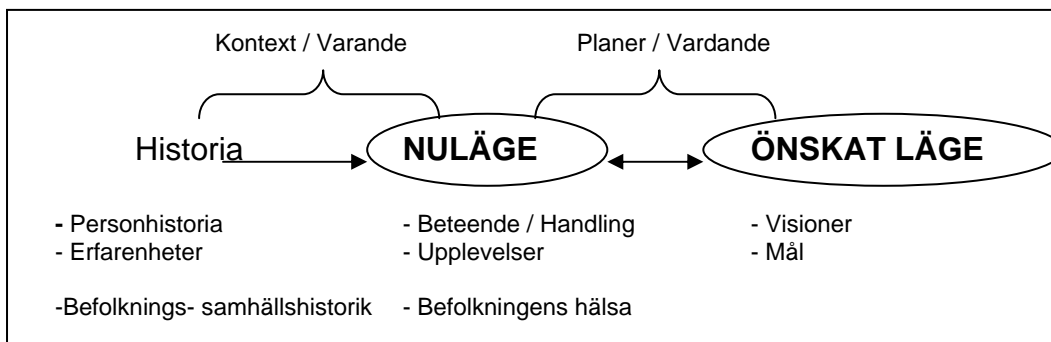 Kontext / Varande Planer / Vardande
Historia NULÄGE ÖNSKAT LÄGE
- Personhistoria - Beteende / Handling - Visioner
- Erfarenheter - Upplevelser - Mål
-Befolknings- samhällshistorik - Befolkningens hälsa